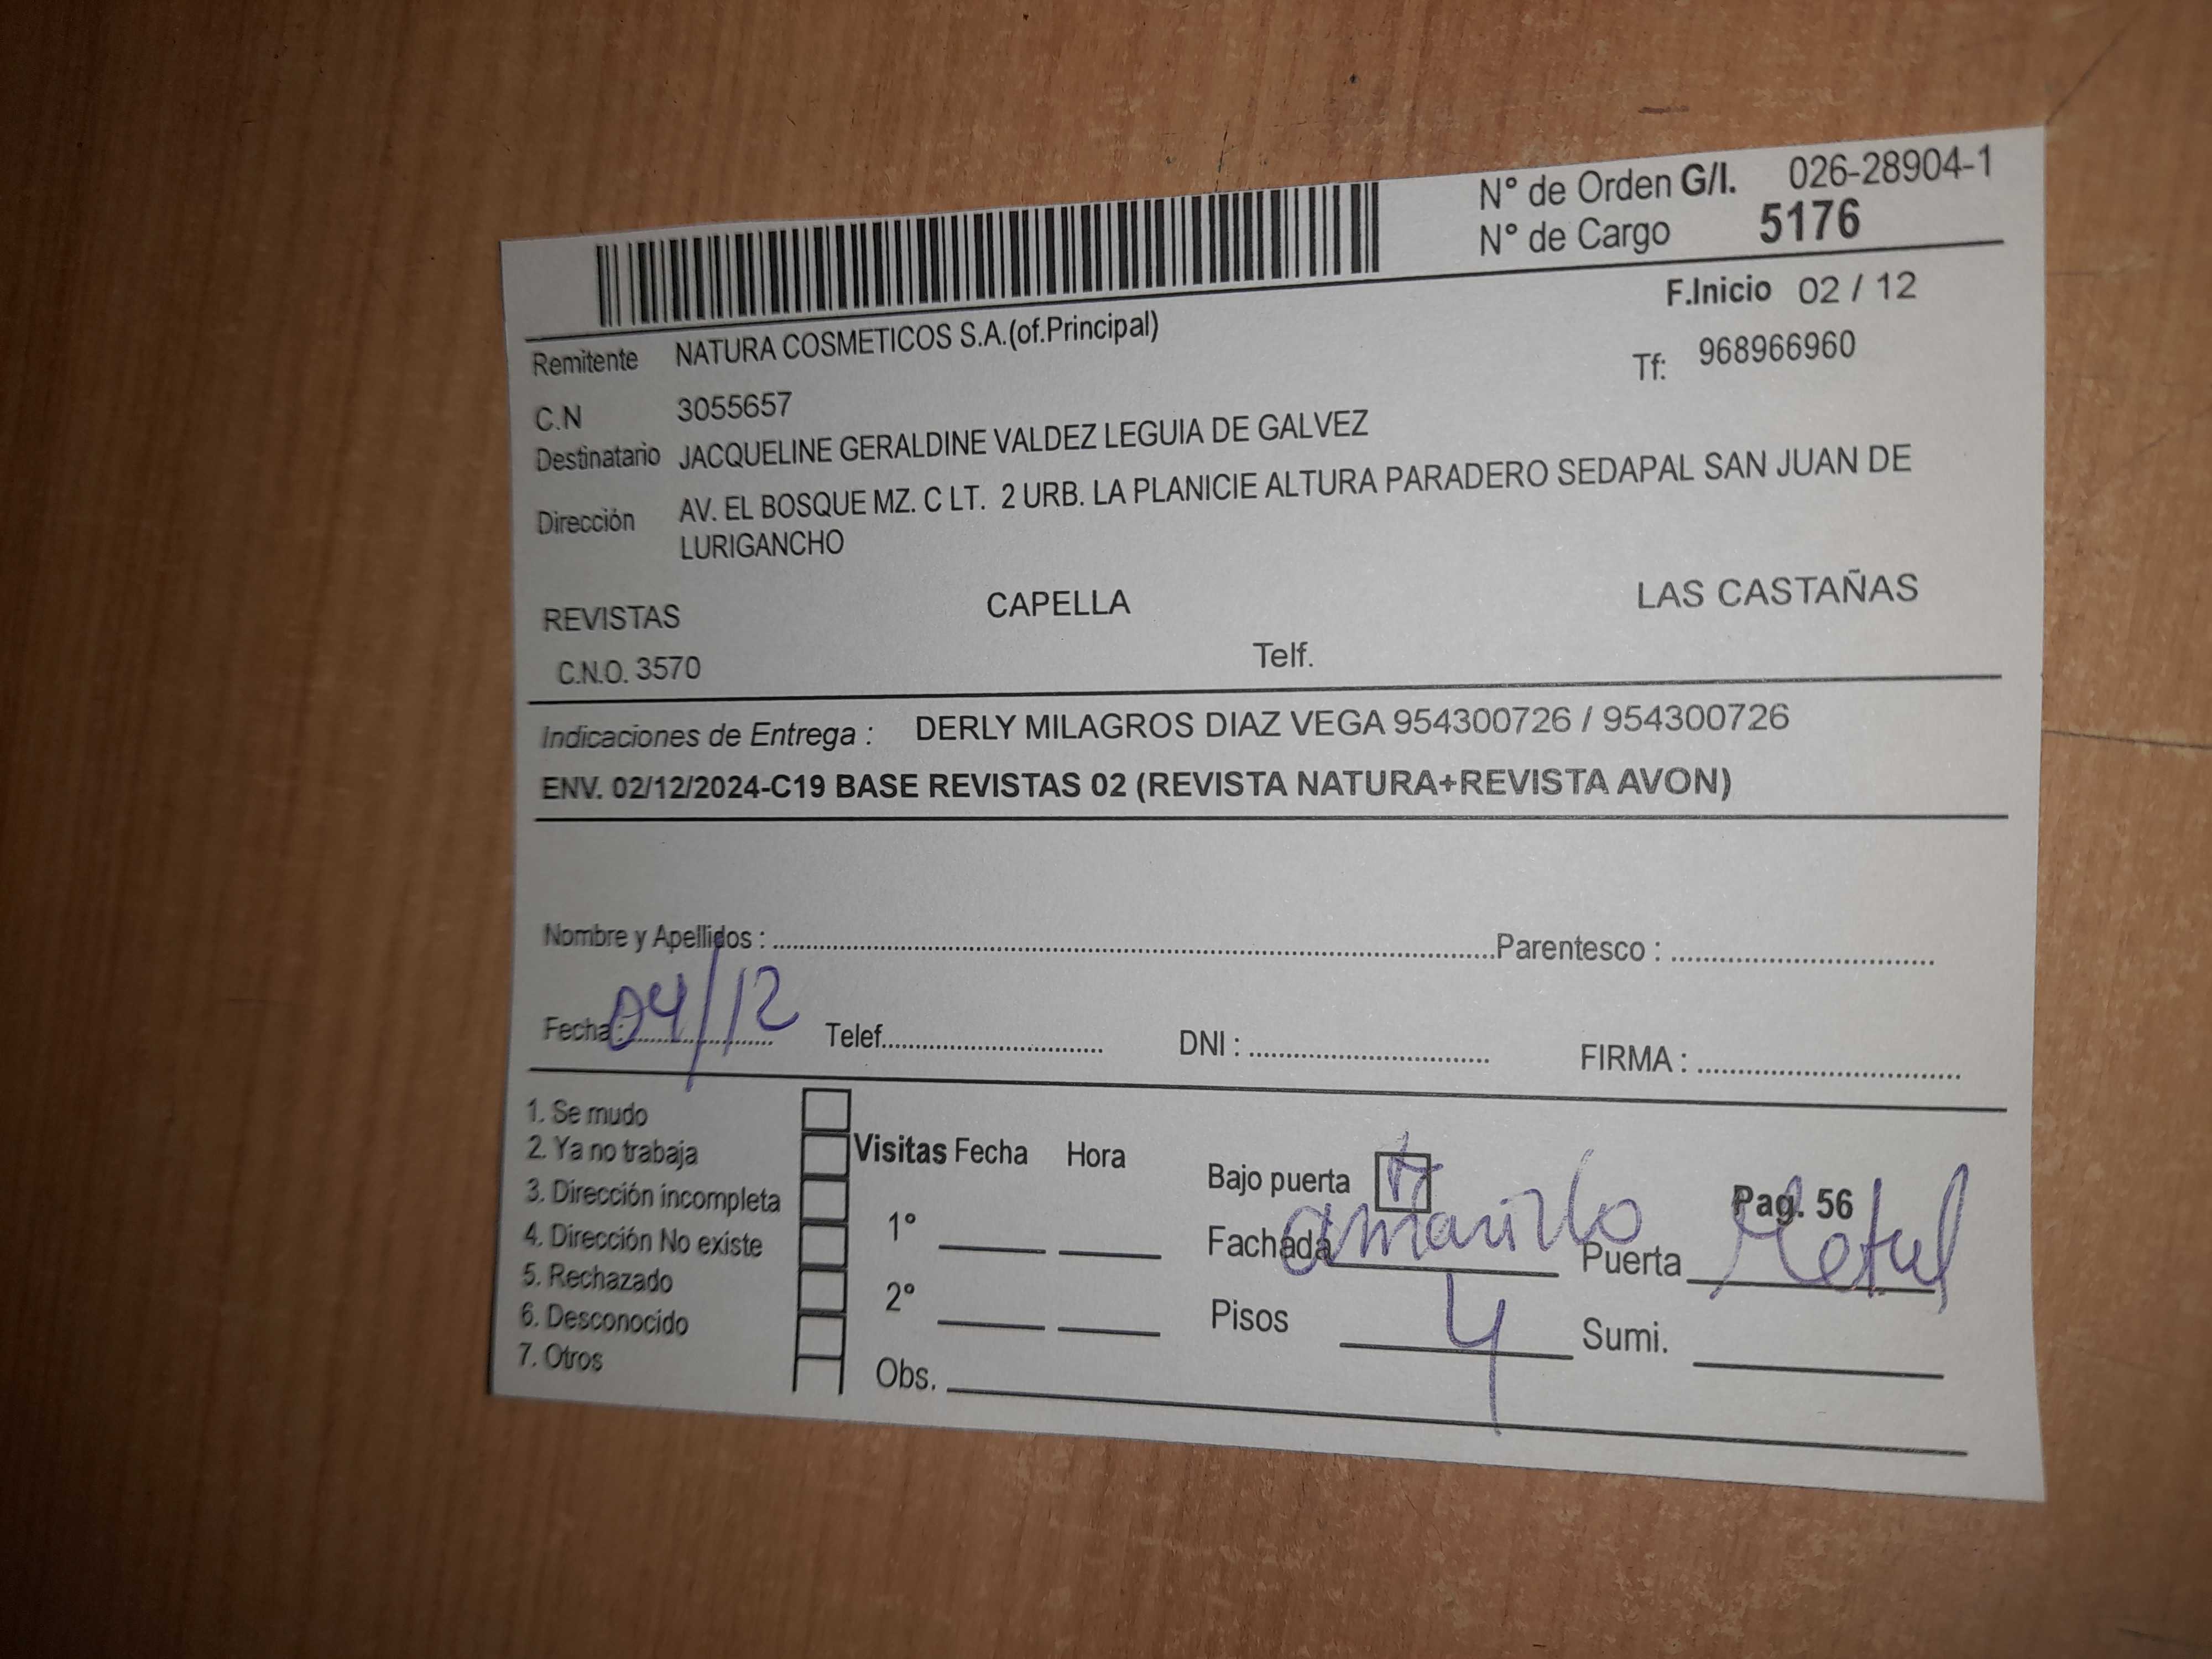 N° de Orden G/I. 026-28904-1
N° de Cargo 5176
F.Inicio 02 / 12
Remitente NATURA COSMETICOS S.A.(of.Principal)
Tf: 968966960
C.N 3055657
Destinatario JACQUELINE GERALDINE VALDEZ LEGUIA DE GALVEZ
Dirección AV. EL BOSQUE MZ. C LT. 2 URB. LA PLANICIE ALTURA PARADERO SEDAPAL SAN JUAN DE
LURIGANCHO
REVISTAS CAPELLA LAS CASTAÑAS
C.N.O. 3570 Telf.
Indicaciones de Entrega : DERLY MILAGROS DIAZ VEGA 954300726 / 954300726
ENV. 02/12/2024-C19 BASE REVISTAS 02 (REVISTA NATURA+REVISTA AVON)
Nombre y Apellidos : Parentesco :
Fecha : 04/12 Telef. DNI : FIRMA :
1. Se mudo
2. Ya no trabaja Visitas Fecha Hora Bajo puerta Pag. 56
3. Dirección incompleta
4. Dirección No existe 1° Fachada amarillo Puerta Metal
5. Rechazado
6. Desconocido 2° Pisos 4 Sumi.
7. Otros Obs.